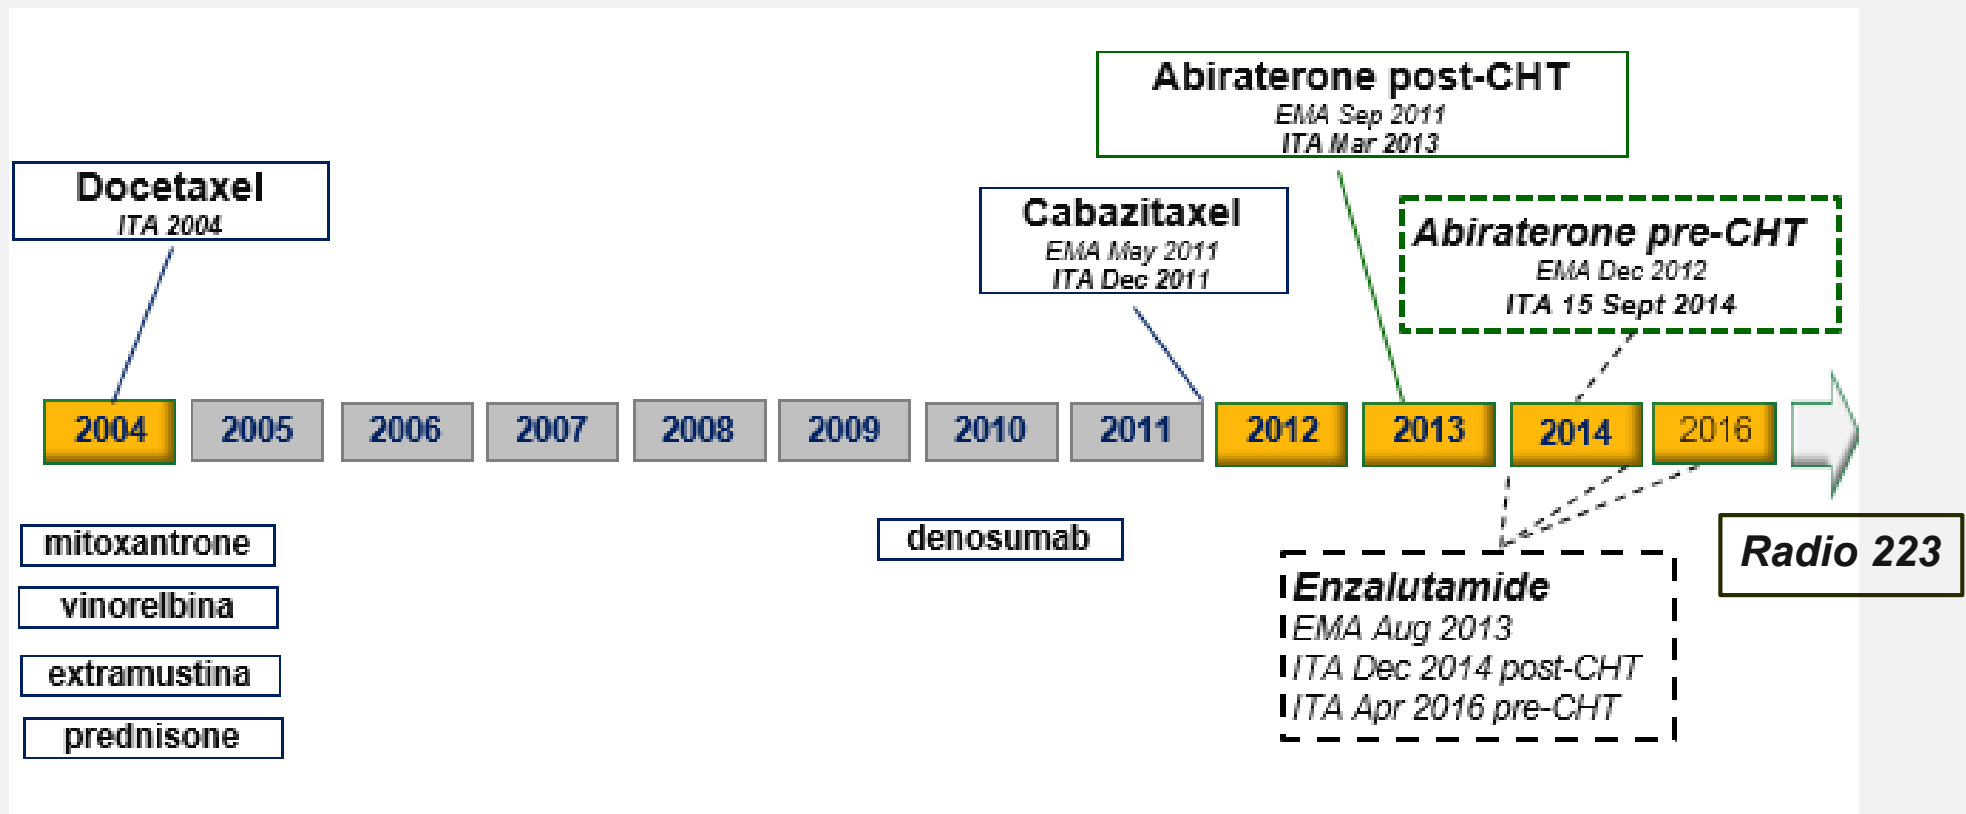 Abiraterone post-CHT
EMA Sep 2011
ITA Mar 2013
Docetaxel
ITA 2004
Cabazitaxel
EMA May 2011
ITA Dec 2011
Abiraterone pre-CHT
EMA Dec 2012
ITA 15 Sept 2014
2004 2005 2006 2007 2008 2009 2010 2011 2012 2013 2014 2016
mitoxantrone
vinorelbina
extramustina
prednisone
denosumab
Enzalutamide
EMA Aug 2013
ITA Dec 2014 post-CHT
ITA Apr 2016 pre-CHT
Radio 223